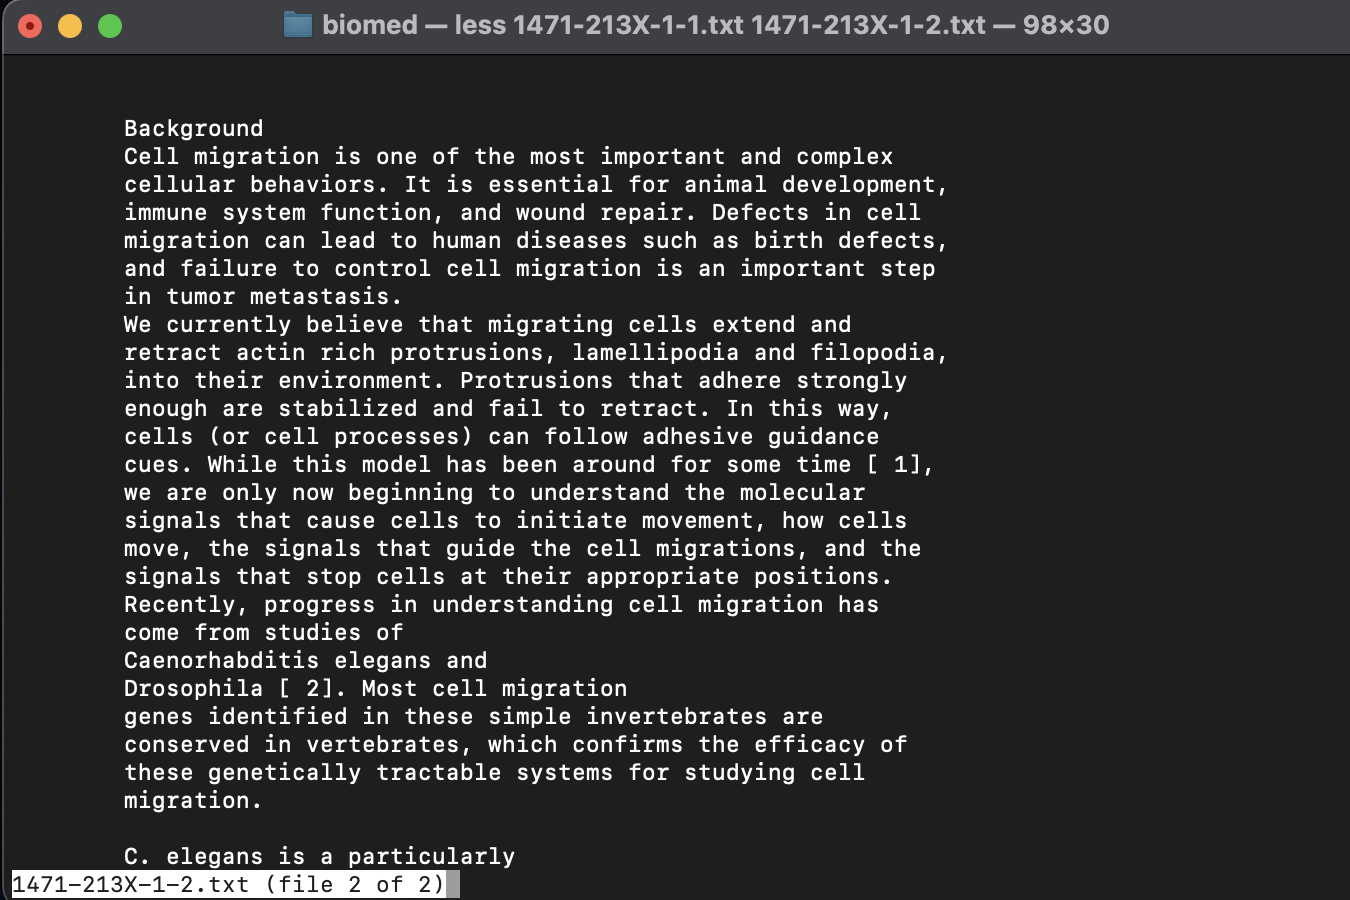 biomed — less 1471-213X-1-1.txt 1471-213X-1-2.txt — 98×30
Background
Cell migration is one of the most important and complex
cellular behaviors. It is essential for animal development,
immune system function, and wound repair. Defects in cell
migration can lead to human diseases such as birth defects,
and failure to control cell migration is an important step
in tumor metastasis.
We currently believe that migrating cells extend and
retract actin rich protrusions, lamellipodia and filopodia,
into their environment. Protrusions that adhere strongly
enough are stabilized and fail to retract. In this way,
cells (or cell processes) can follow adhesive guidance
cues. While this model has been around for some time [ 1],
we are only now beginning to understand the molecular
signals that cause cells to initiate movement, how cells
move, the signals that guide the cell migrations, and the
signals that stop cells at their appropriate positions.
Recently, progress in understanding cell migration has
come from studies of
Caenorhabditis elegans and
Drosophila [ 2]. Most cell migration
genes identified in these simple invertebrates are
conserved in vertebrates, which confirms the efficacy of
these genetically tractable systems for studying cell
migration.
C. elegans is a particularly
1471-213X-1-2.txt (file 2 of 2)